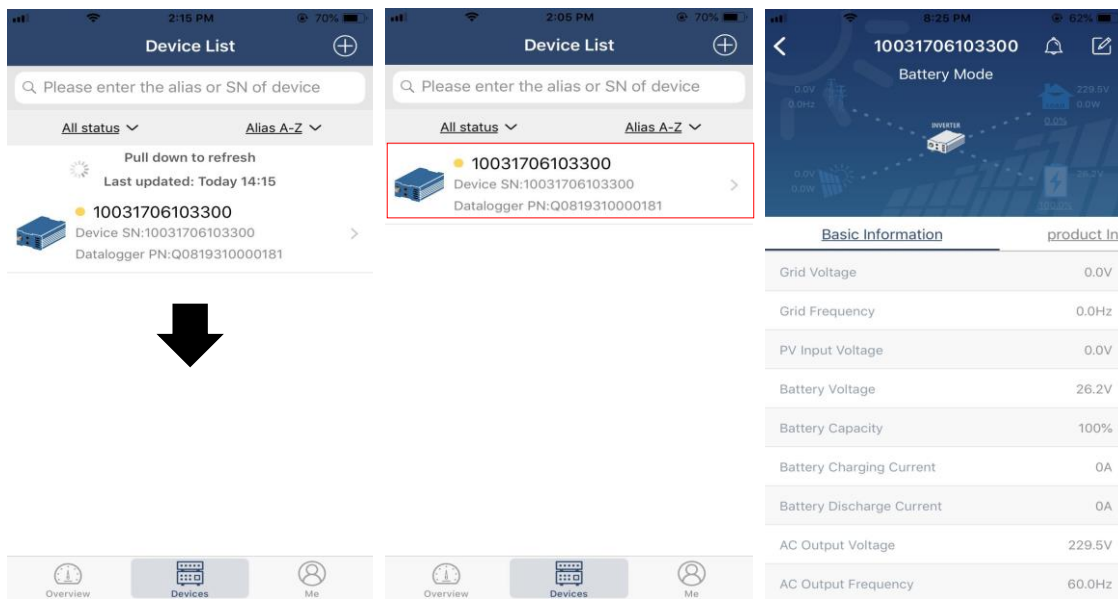 2:15 PM
70%
Device List
Please enter the alias or SN of device
All status
Alias A-Z
Pull down to refresh
Last updated: Today 14:15
10031706103300
Device SN:10031706103300
Datalogger PN:Q0819310000181
Overview
Devices
Me
2:05 PM
70%
Device List
Please enter the alias or SN of device
All status
Alias A-Z
10031706103300
Device SN:10031706103300
Datalogger PN:Q0819310000181
Overview
Devices
Me
8:25 PM
62%
10031706103300
Battery Mode
0.0V
0.0Hz
229.5V
0.0W
0.0%
INVERTER
0.0V
0.0W
26.2V
100.0%
Basic Information
product In
Grid Voltage 0.0V
Grid Frequency 0.0Hz
PV Input Voltage 0.0V
Battery Voltage 26.2V
Battery Capacity 100%
Battery Charging Current 0A
Battery Discharge Current 0A
AC Output Voltage 229.5V
AC Output Frequency 60.0Hz